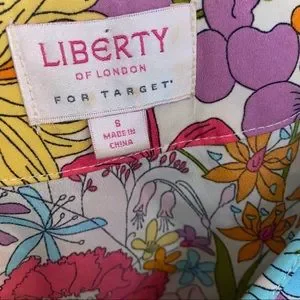 LIBERTY
OF LONDON
FOR TARGET
S
MADE IN
CHINA